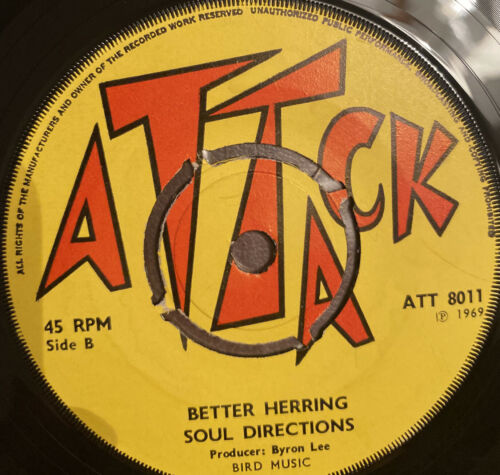 ALL RIGHTS OF THE MANUFACTURERS AND OWNER OF THE RECORDED WORK RESERVED UNAUTHORIZED PUBLIC
ATTACK
ATTACK
45 RPM
Side B
ATT 8011
Ⓟ 1969
BETTER HERRING
SOUL DIRECTIONS
Producer: Byron Lee
BIRD MUSIC